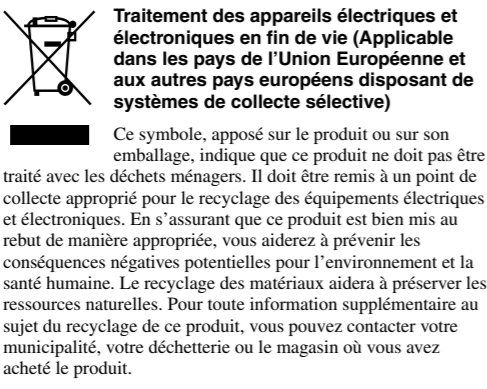 Traitement des appareils électriques et
électroniques en fin de vie (Applicable
dans les pays de l’Union Européenne et
aux autres pays européens disposant de
systèmes de collecte sélective)
Ce symbole, apposé sur le produit ou sur son
emballage, indique que ce produit ne doit pas être
traité avec les déchets ménagers. Il doit être remis à un point de
collecte approprié pour le recyclage des équipements électriques
et électroniques. En s’assurant que ce produit est bien mis au
rebut de manière appropriée, vous aiderez à prévenir les
conséquences négatives potentielles pour l’environnement et la
santé humaine. Le recyclage des matériaux aidera à préserver les
ressources naturelles. Pour toute information supplémentaire au
sujet du recyclage de ce produit, vous pouvez contacter votre
municipalité, votre déchetterie ou le magasin où vous avez
acheté le produit.